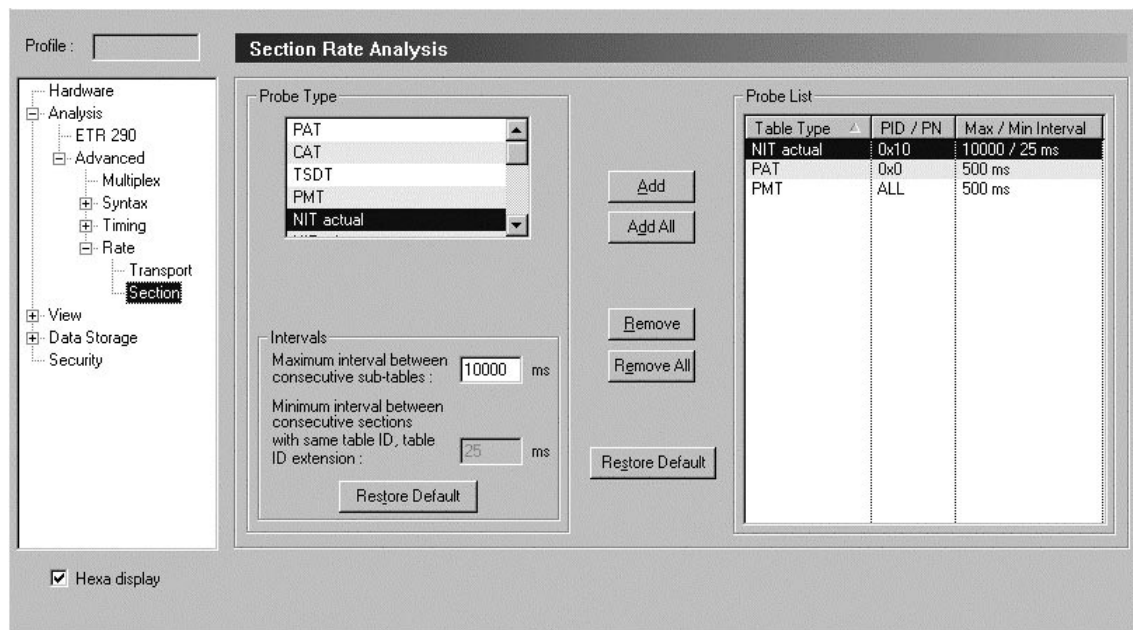 Profile :
Section Rate Analysis
Hardware
Analysis
ETR 290
Advanced
Multiplex
Syntax
Timing
Rate
Transport
Section
View
Data Storage
Security
Probe Type
PAT
CAT
TSDT
PMT
NIT actual
Intervals
Maximum interval between
consecutive sub-tables :
10000 ms
Minimum interval between
consecutive sections
with same table ID, table
ID extension :
25 ms
Restore Default
Add
Add All
Remove
Remove All
Restore Default
Probe List
Table Type PID / PN Max / Min Interval
NIT actual 0x10 10000 / 25 ms
PAT 0x0 500 ms
PMT ALL 500 ms
Hexa display